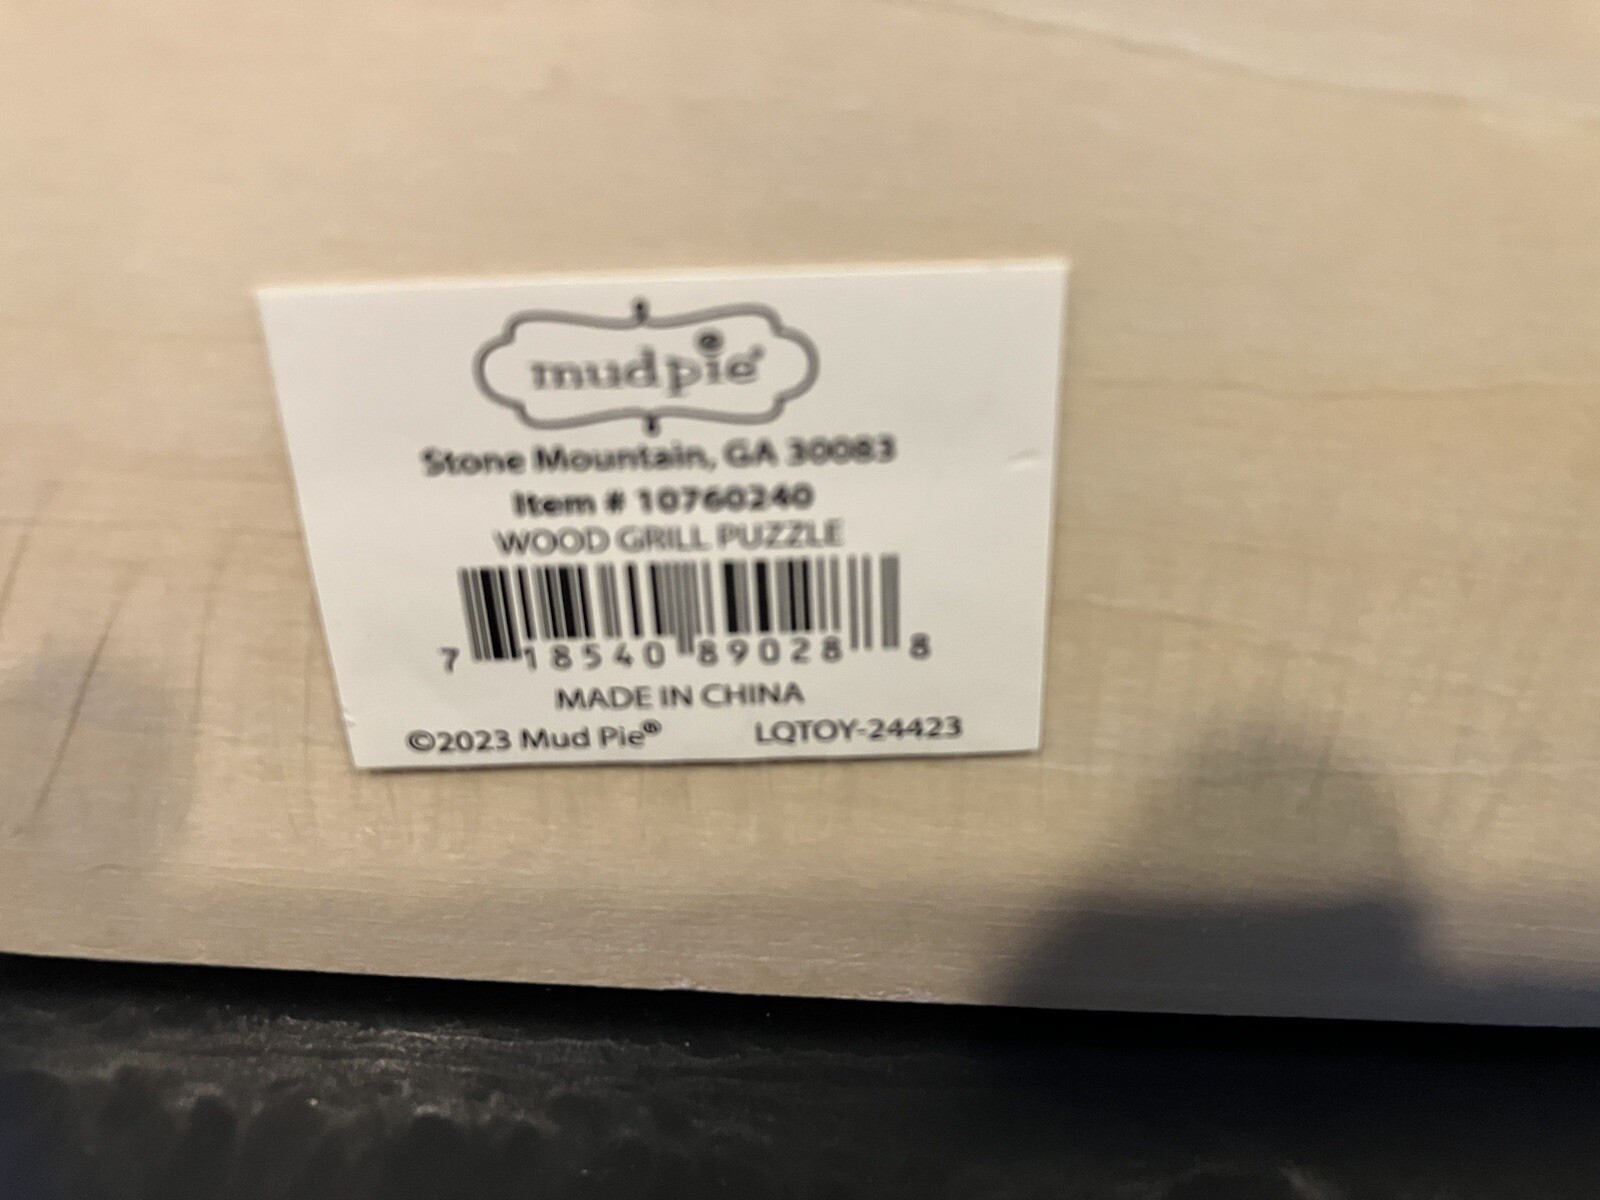 mud pie®
Stone Mountain, GA 30083
Item # 10760240
WOOD GRILL PUZZLE
7 18540 89028 8
MADE IN CHINA
©2023 Mud Pie® LQTOY-24423